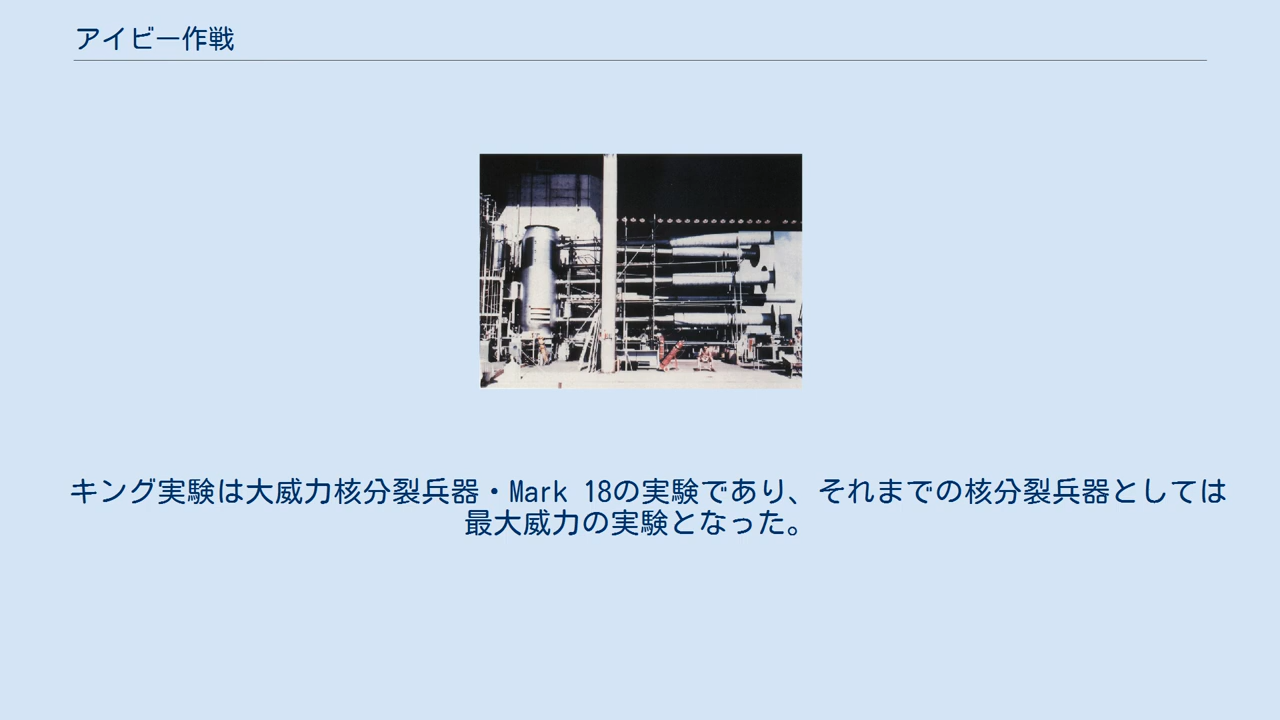 アイビー作戦
キング実験は大威力核分裂兵器・Mark 18の実験であり、それまでの核分裂兵器としては
最大威力の実験となった。